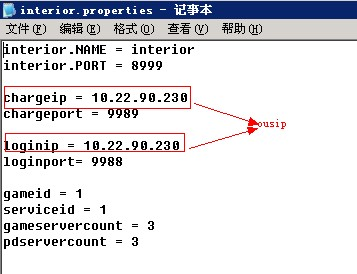 interior.properties - 记事本
文件(F) 编辑(E) 格式(O) 查看(V) 帮助(H)
interior.NAME = interior
interior.PORT = 8999
chargeip = 10.22.90.230
chargeport = 9989
ousip
loginip = 10.22.90.230
loginport= 9988
gameid = 1
serviceid = 1
gameservercount = 3
pdservercount = 3